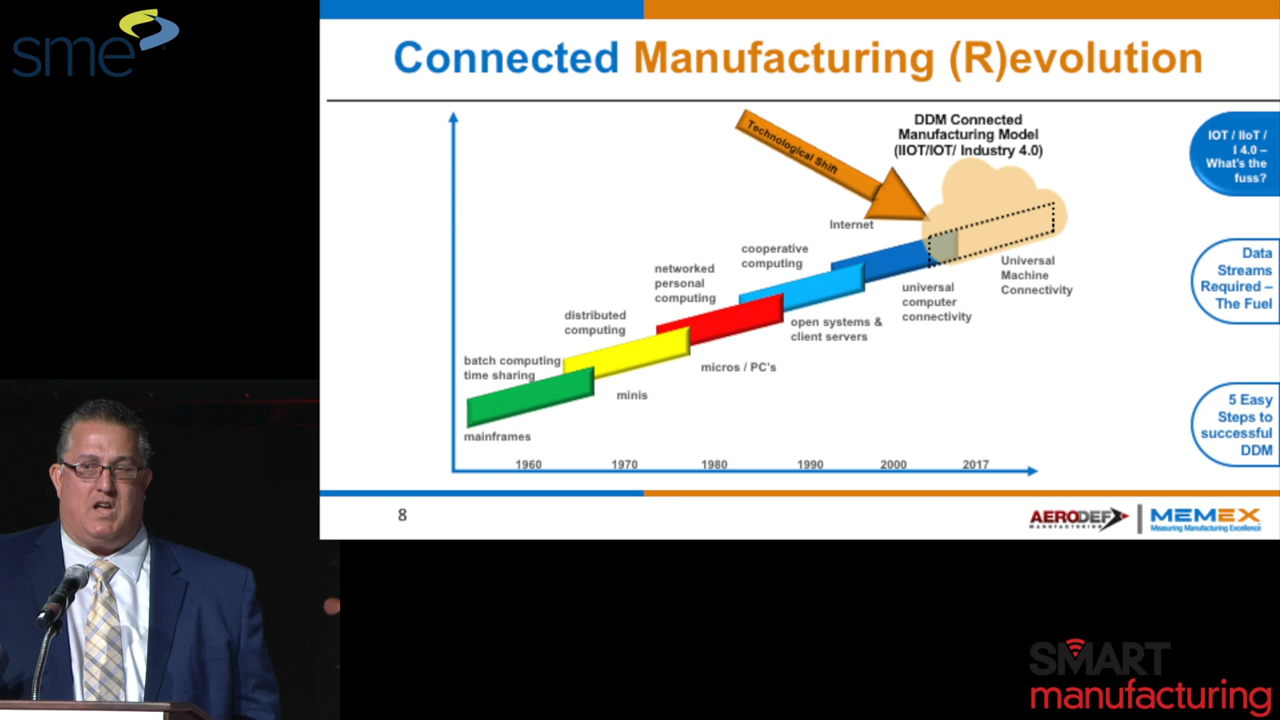 sme
Connected Manufacturing (R)evolution
Technological Shift
DDM Connected
Manufacturing Model
(IIOT/IOT/ Industry 4.0)
Internet
cooperative
computing
networked
personal
computing
distributed
computing
batch computing
time sharing
Universal
Machine
Connectivity
universal
computer
connectivity
open systems &
client servers
micros / PC's
minis
mainframes
1960 1970 1980 1990 2000 2017
IOT / IIoT /
I 4.0 –
What's the
fuss?
Data
Streams
Required –
The Fuel
5 Easy
Steps to
successful
DDM
8
AERODEF
MANUFACTURING
MEMEX
Measuring Manufacturing Excellence
SMART
manufacturing